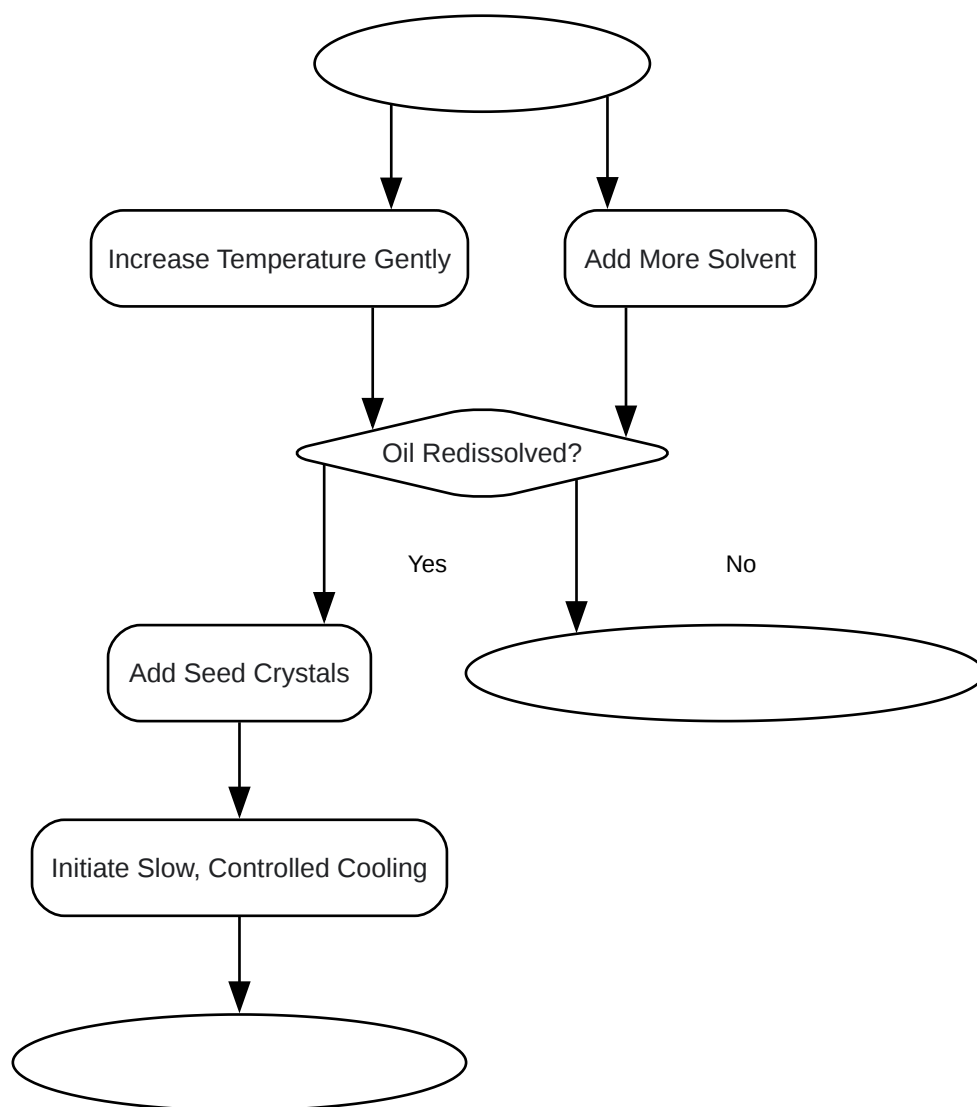 Increase Temperature Gently
Add More Solvent
Oil Redissolved?
Yes
No
Add Seed Crystals
Initiate Slow, Controlled Cooling